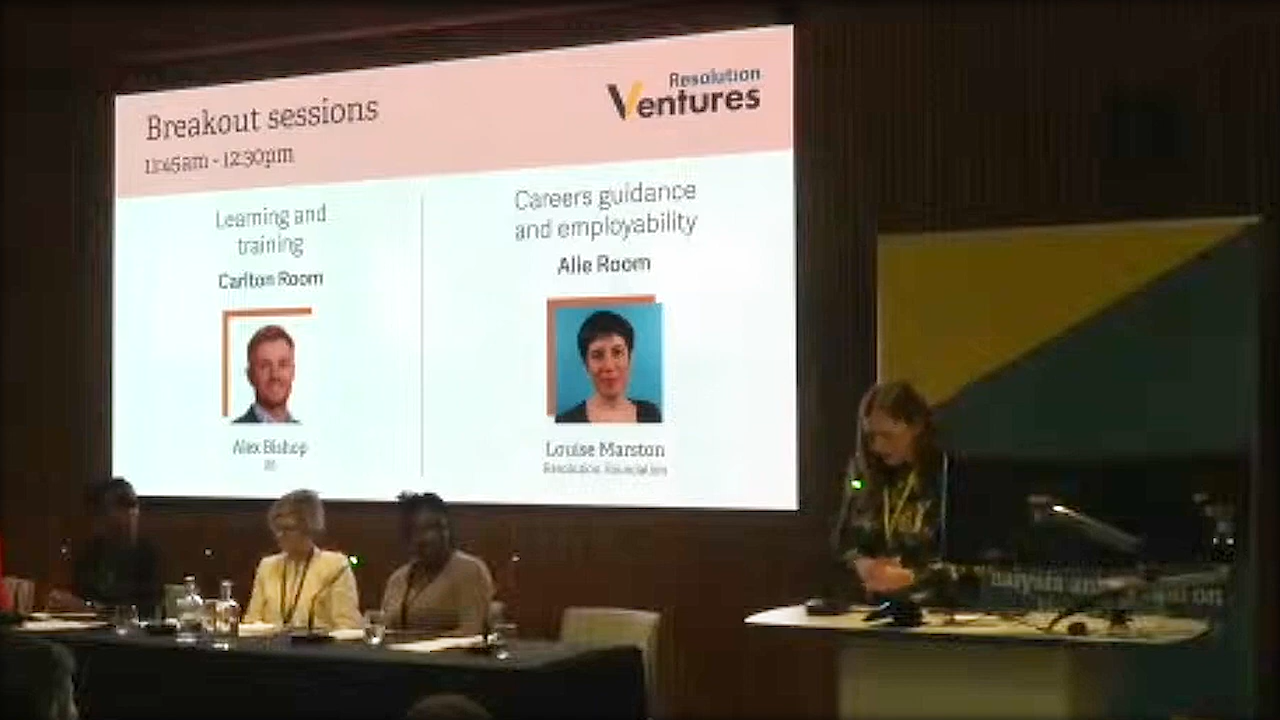 Breakout sessions
11:45am - 12:30pm
Resolution
Ventures
Learning and
training
Carlton Room
Alex Bishop
Careers guidance
and employability
Alie Room
Louise Marston
Resolution Foundation